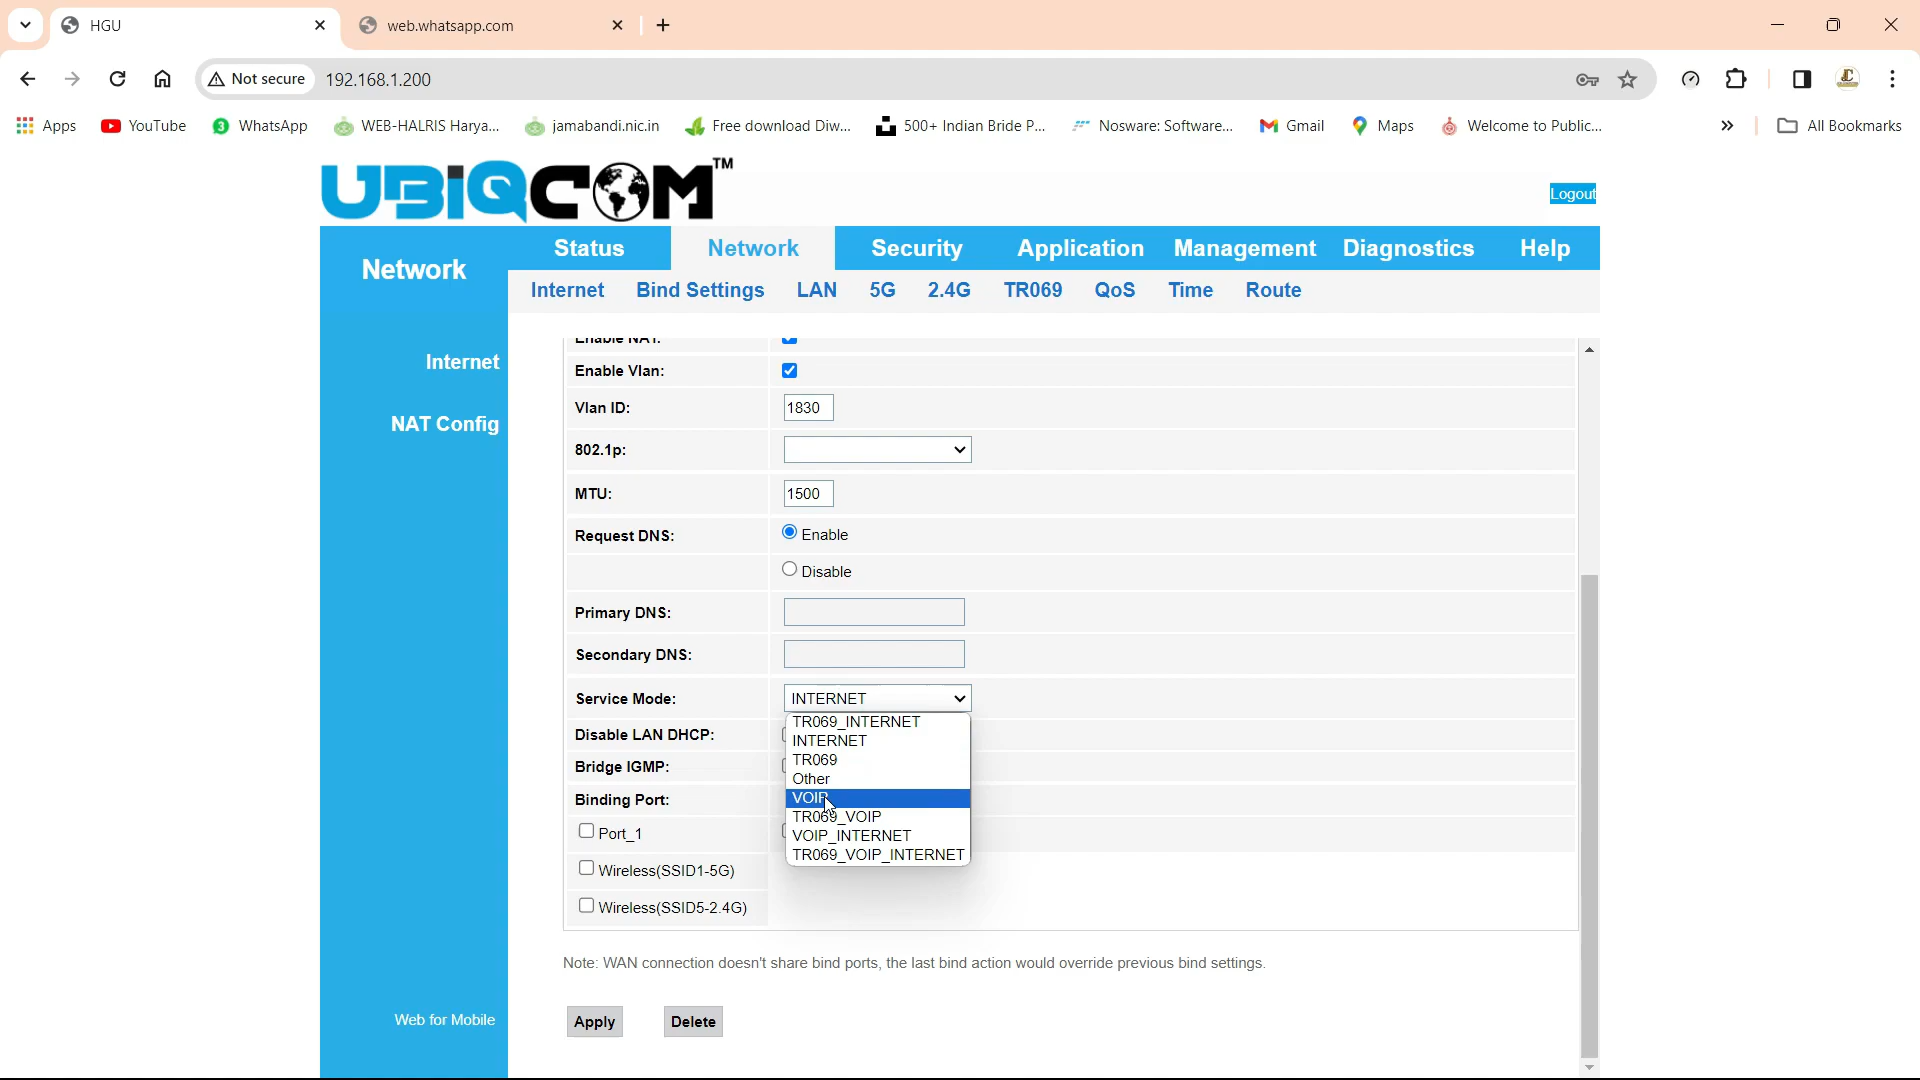 HGU
web.whatsapp.com
Not secure
192.168.1.200
Apps
YouTube
WhatsApp
WEB-HALRIS Harya...
jamabandi.nic.in
Free download Diw...
500+ Indian Bride P...
Nosware: Software...
Gmail
Maps
Welcome to Public...
All Bookmarks
UBIQCOM™
Logout
Network
Status
Network
Security
Application
Management
Diagnostics
Help
Internet
Bind Settings
LAN
5G
2.4G
TR069
QoS
Time
Route
Internet
NAT Config
Enable NAT:
Enable Vlan:
Vlan ID: 1830
802.1p:
MTU: 1500
Request DNS: Enable
Disable
Primary DNS:
Secondary DNS:
Service Mode: INTERNET
TR069_INTERNET
Disable LAN DHCP:
INTERNET
TR069
Bridge IGMP:
Other
Binding Port:
VOIP
TR069_VOIP
Port_1
VOIP_INTERNET
TR069_VOIP_INTERNET
Wireless(SSID1-5G)
Wireless(SSID5-2.4G)
Note: WAN connection doesn't share bind ports, the last bind action would override previous bind settings.
Web for Mobile
Apply
Delete